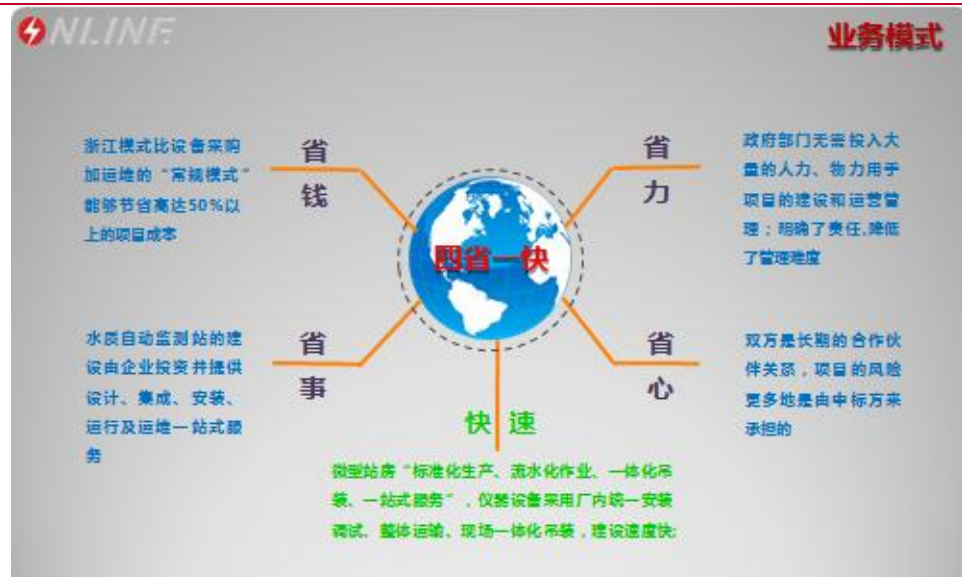 ONLINE
业务模式
浙江模式比设备采购
加运维的“常规模式”
能够节省高达50%以
上的项目成本
省
钱
省
力
政府部门无需投入大
量的人力、物力用于
项目的建设和运营管
理；明确了责任,降低
了管理难度
四省一快
水质自动监测站的建
设由企业投资并提供
设计、集成、安装、
运行及运维一站式服
务
省
事
省
心
双方是长期的合作伙
伴关系，项目的风险
更多地是由中标方来
承担的
快速
微型站房“标准化生产、流水化作业、一体化吊
装、一站式服务”，仪器设备采用厂内统一安装
调试、整体运输、现场一体化吊装，建设速度快;